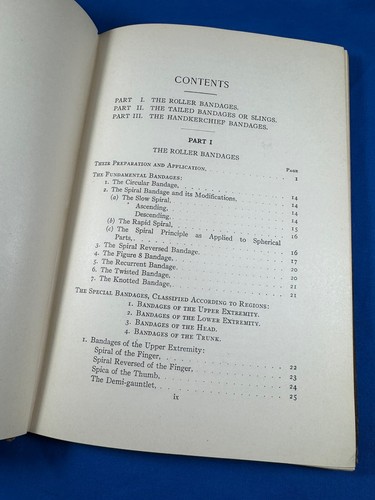 CONTENTS
PART I. THE ROLLER BANDAGES.
PART II. THE TAILED BANDAGES OR SLINGS.
PART III. THE HANDKERCHIEF BANDAGES.
PART I
THE ROLLER BANDAGES
PAGE
THEIR PREPARATION AND APPLICATION, 1
THE FUNDAMENTAL BANDAGES:
1. The Circular Bandage, 14
2. The Spiral Bandage and its Modifications, 14
(a) The Slow Spiral, 14
Ascending, 14
Descending, 14
(b) The Rapid Spiral, 15
(c) The Spiral Principle as Applied to Spherical
Parts, 16
3. The Spiral Reversed Bandage, 16
4. The Figure 8 Bandage, 17
5. The Recurrent Bandage, 20
6. The Twisted Bandage, 20
7. The Knotted Bandage, 21
THE SPECIAL BANDAGES, CLASSIFIED ACCORDING TO REGIONS: 21
1. BANDAGES OF THE UPPER EXTREMITY.
2. BANDAGES OF THE LOWER EXTREMITY.
3. BANDAGES OF THE HEAD.
4. BANDAGES OF THE TRUNK.
1. Bandages of the Upper Extremity:
Spiral of the Finger, 22
Spiral Reversed of the Finger, 23
Spica of the Thumb, 24
The Demi-gauntlet, 25
ix